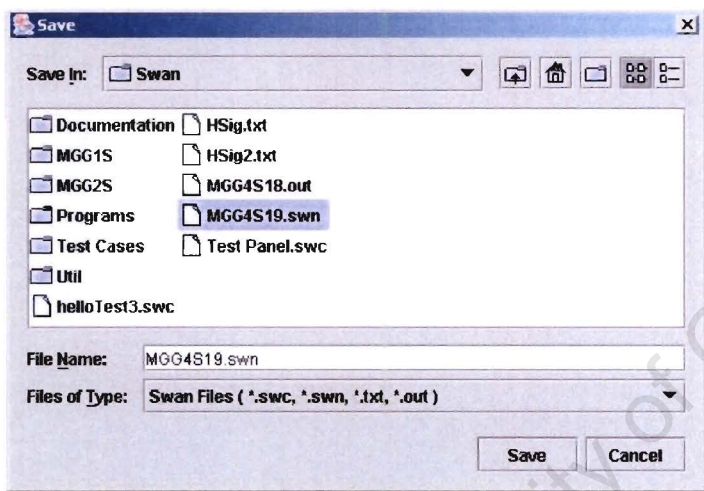 Save
Save In: Swan
Documentation HSig.txt
MGG1S HSig2.txt
MGG2S MGG4S18.out
Programs MGG4S19.swn
Test Cases Test Panel.swc
Util
helloTest3.swc
File Name: MGG4S19.swn
Files of Type: Swan Files ( *.swc, *.swn, *.txt, *.out )
Save Cancel
ity of C